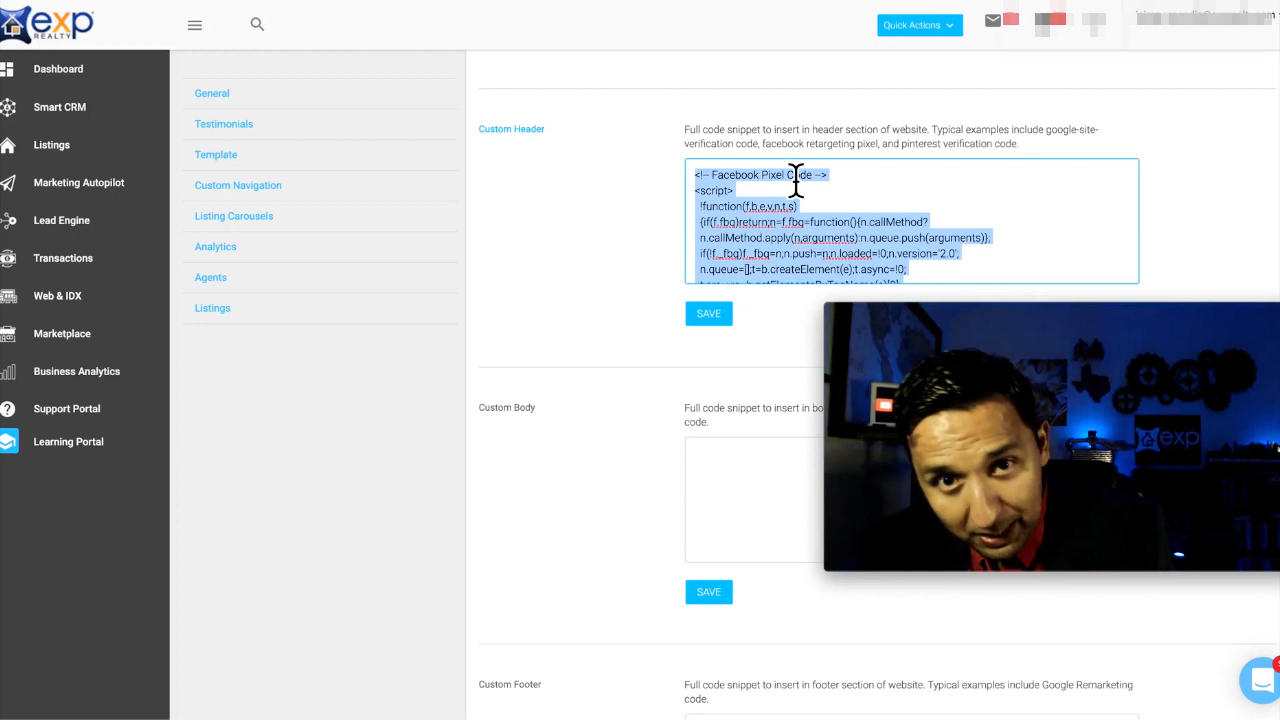 exp
REALTY
Quick Actions
Dashboard
Smart CRM
Listings
Marketing Autopilot
Lead Engine
Transactions
Web & IDX
Marketplace
Business Analytics
Support Portal
Learning Portal
General
Testimonials
Template
Custom Navigation
Listing Carousels
Analytics
Agents
Listings
Custom Header
Full code snippet to insert in header section of website. Typical examples include google-site-
verification code, facebook retargeting pixel, and pinterest verification code.
<!-- Facebook Pixel Code -->
<script>
!function(f,b,e,v,n,t,s)
{if(f.fbq)return;n=f.fbq=function(){n.callMethod?
n.callMethod.apply(n,arguments):n.queue.push(arguments)};
if(!f._fbq)f._fbq=n;n.push=n;n.loaded=!0;n.version='2.0';
n.queue=[];t=b.createElement(e);t.async=!0;
SAVE
Custom Body
Full code snippet to insert in bo
code.
SAVE
exp
Custom Footer
Full code snippet to insert in footer section of website. Typical examples include Google Remarketing
code.